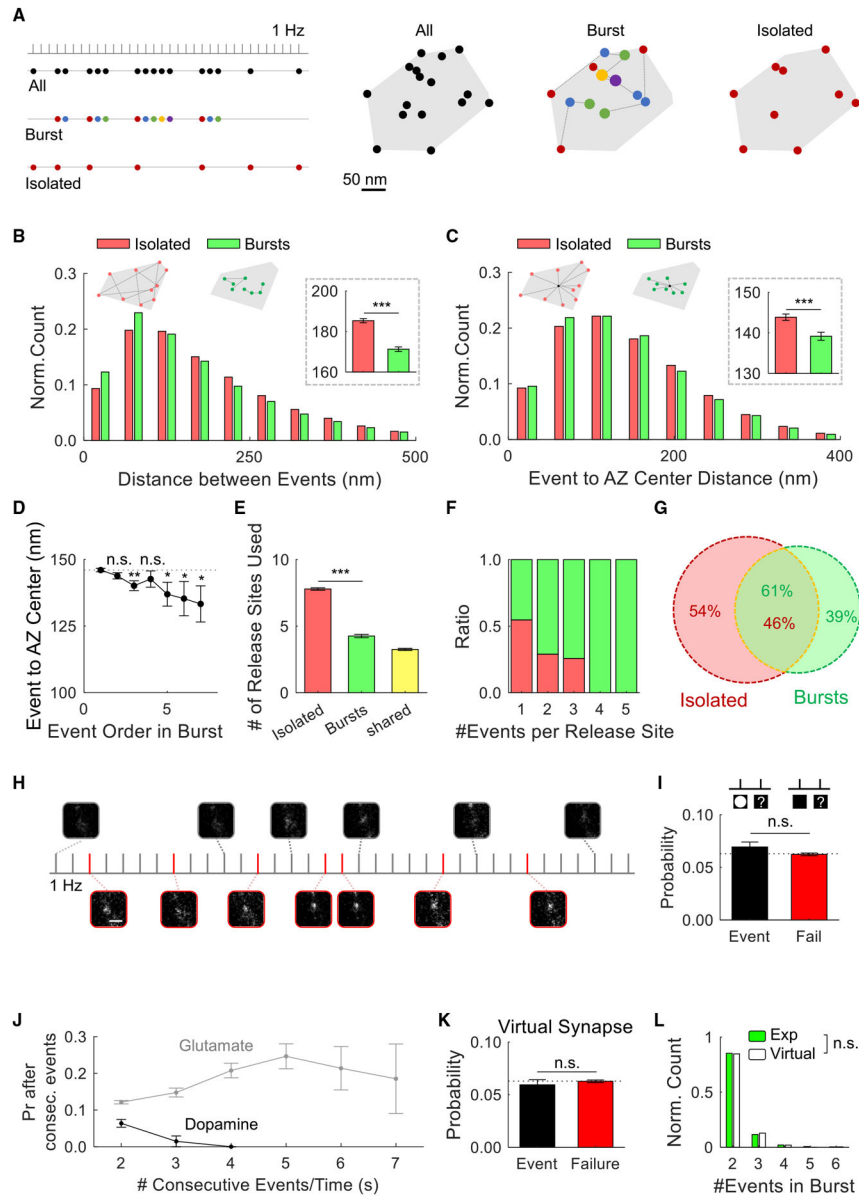 A
1 Hz
All
Burst
Isolated
All
Burst
Isolated
50 nm
B
Isolated
Bursts
0.3
0.2
0.1
0.0
Norm.Count
200
180
160
***
0
250
500
Distance between Events (nm)
C
Isolated
Bursts
0.3
0.2
0.1
0.0
Norm.Count
150
140
130
***
0
200
400
Event to AZ Center Distance (nm)
D
Event to AZ Center (nm)
150
125
100
n.s.
n.s.
**
*
*
*
0
5
Event Order in Burst
E
# of Release Sites Used
10
5
0
***
Isolated
Bursts
shared
F
Ratio
1.0
0.5
0.0
1
2
3
4
5
#Events per Release Site
G
54%
61%
46%
39%
Isolated
Bursts
H
1 Hz
I
?
?
Probability
0.10
0.05
0.00
n.s.
Event
Fail
J
Pr after
consec. events
0.3
0.2
0.1
0.0
Glutamate
Dopamine
2
3
4
5
6
7
# Consecutive Events/Time (s)
K
Virtual Synapse
Probability
0.10
0.05
0.00
n.s.
Event
Failure
L
Norm. Count
1
0.5
0
Exp
Virtual
n.s.
2
3
4
5
6
#Events in Burst